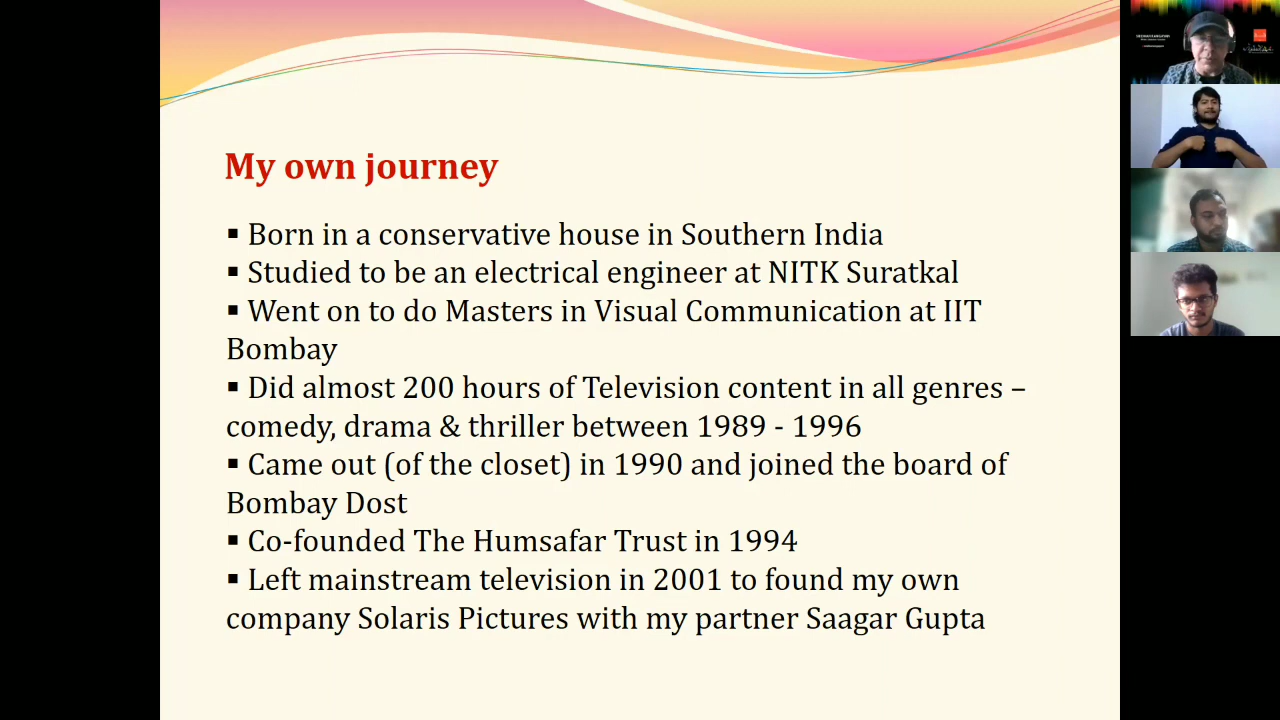 My own journey
▪ Born in a conservative house in Southern India
▪ Studied to be an electrical engineer at NITK Suratkal
▪ Went on to do Masters in Visual Communication at IIT
Bombay
▪ Did almost 200 hours of Television content in all genres –
comedy, drama & thriller between 1989 - 1996
▪ Came out (of the closet) in 1990 and joined the board of
Bombay Dost
▪ Co-founded The Humsafar Trust in 1994
▪ Left mainstream television in 2001 to found my own
company Solaris Pictures with my partner Saagar Gupta